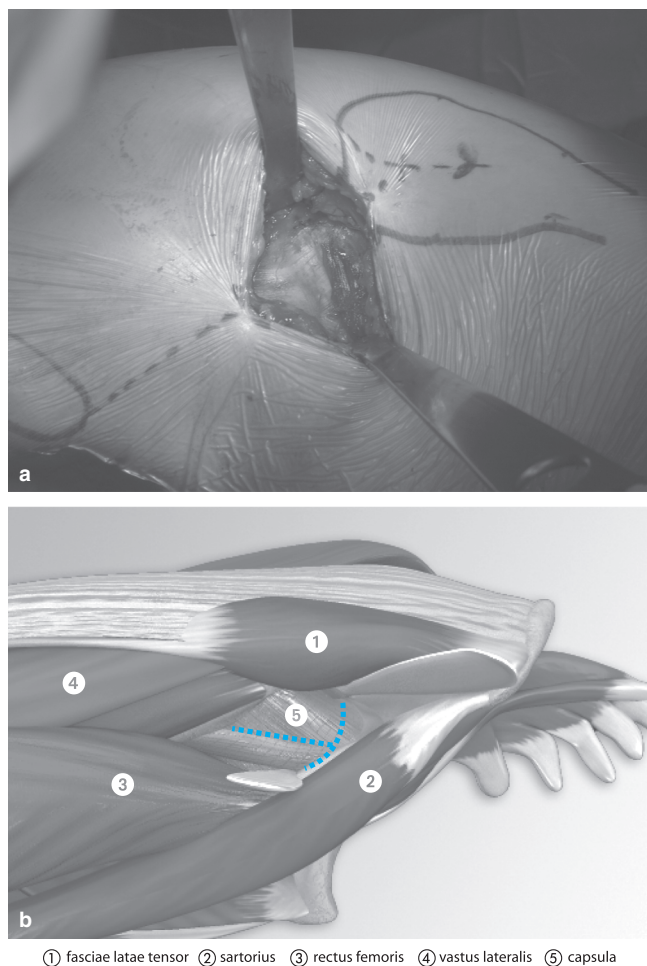 a
1
4
5
3
2
b
① fasciae latae tensor ② sartorius ③ rectus femoris ④ vastus lateralis ⑤ capsula